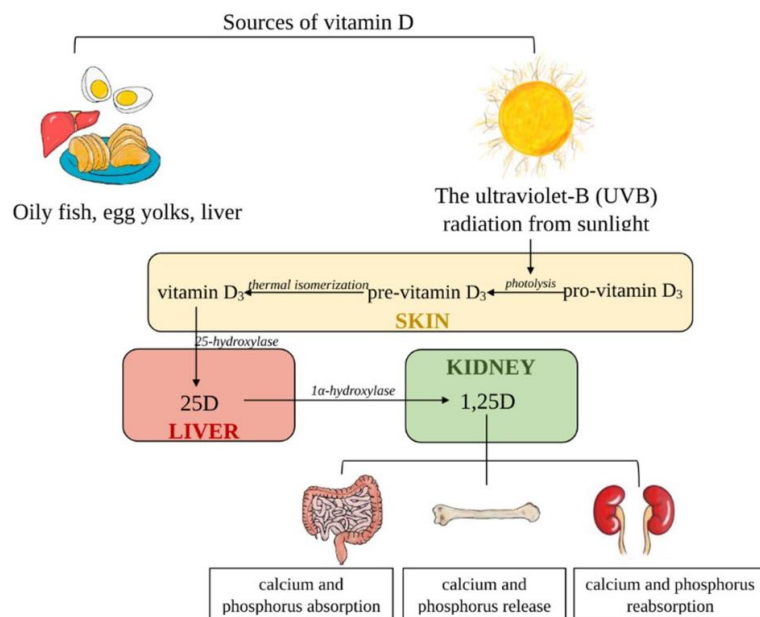 Sources of vitamin D
Oily fish, egg yolks, liver
The ultraviolet-B (UVB)
radiation from sunlight
vitamin D₃
thermal isomerization
pre-vitamin D₃
photolysis
pro-vitamin D₃
SKIN
25-hydroxylase
25D
LIVER
1α-hydroxylase
KIDNEY
1,25D
calcium and
phosphorus absorption
calcium and
phosphorus release
calcium and phosphorus
reabsorption